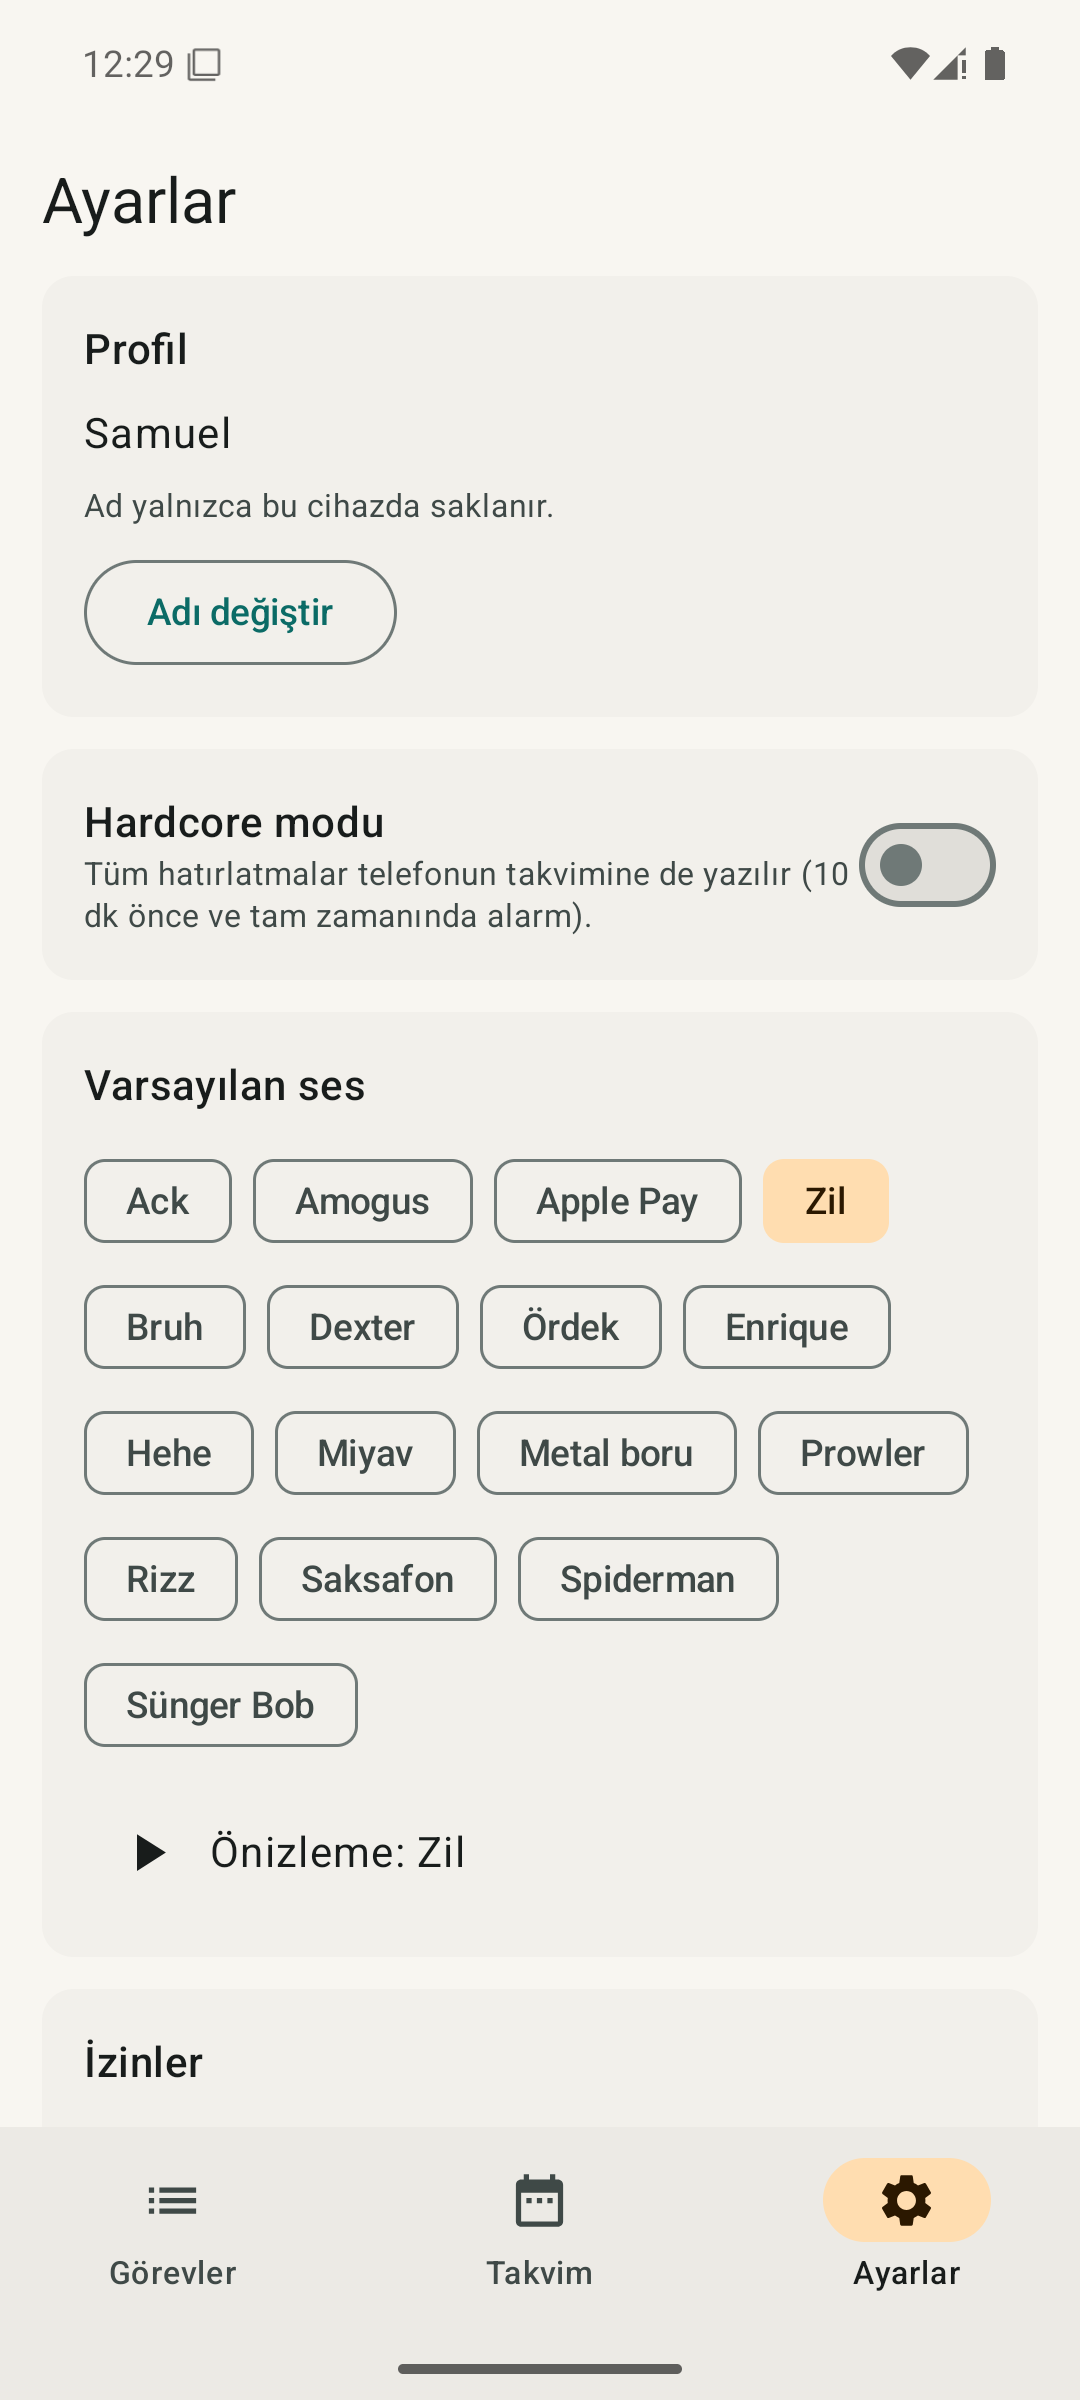 12:29
Ayarlar
Profil
Samuel
Ad yalnızca bu cihazda saklanır.
Adı değiştir
Hardcore modu
Tüm hatırlatmalar telefonun takvimine de yazılır (10
dk önce ve tam zamanında alarm).
Varsayılan ses
Ack Amogus Apple Pay Zil
Bruh Dexter Ördek Enrique
Hehe Miyav Metal boru Prowler
Rizz Saksafon Spiderman
Sünger Bob
Önizleme: Zil
İzinler
Görevler Takvim Ayarlar